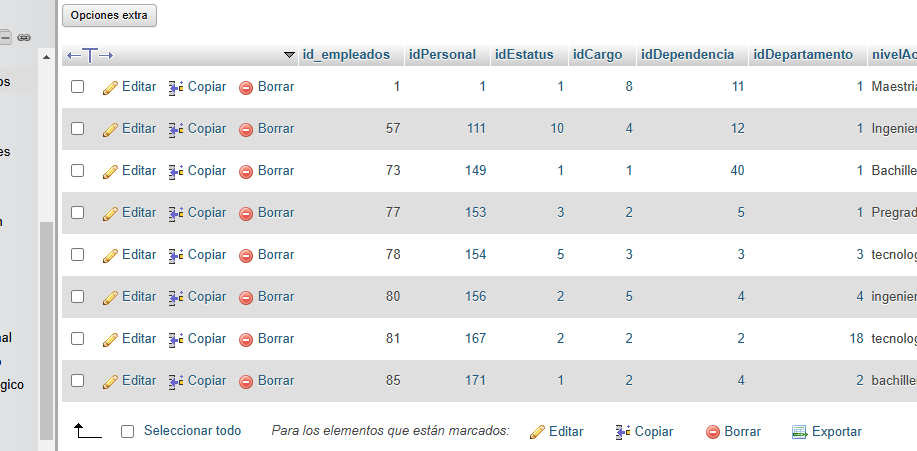 Opciones extra
id_empleados idPersonal idEstatus idCargo idDependencia idDepartamento nivelAc
Editar Copiar Borrar 1 1 1 8 11 1 Maestria
os
Editar Copiar Borrar 57 111 10 4 12 1 Ingenier
es
Editar Copiar Borrar 73 149 1 1 40 1 Bachille
Editar Copiar Borrar 77 153 3 2 5 1 Pregrad
n
Editar Copiar Borrar 78 154 5 3 3 3 tecnolog
Editar Copiar Borrar 80 156 2 5 4 4 ingenier
nal
Editar Copiar Borrar 81 167 2 2 2 18 tecnolog
o
gico
Editar Copiar Borrar 85 171 1 2 4 2 bachille
Seleccionar todo Para los elementos que están marcados: Editar Copiar Borrar Exportar